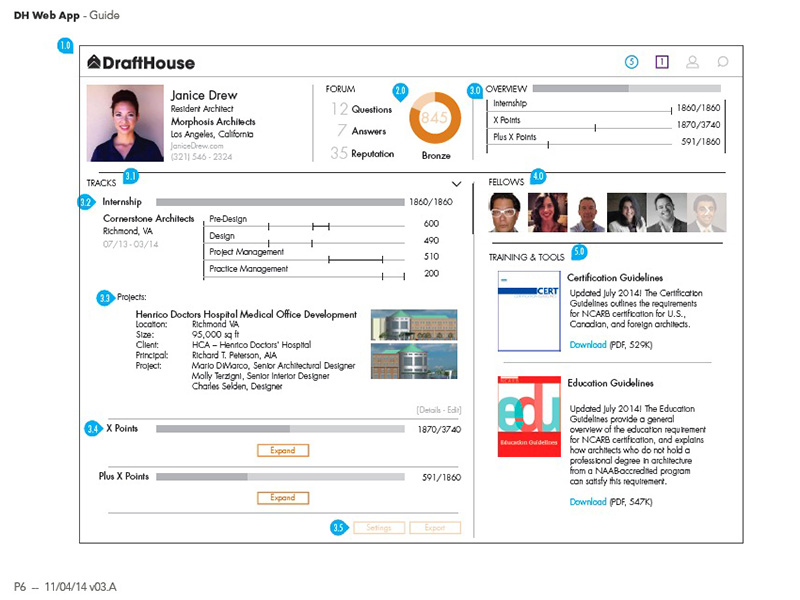 DH Web App - Guide
1.0
DraftHouse
5
1
Janice Drew
Resident Architect
Morphosis Architects
Los Angeles, California
JaniceDrew.com
(321) 546 - 2324
FORUM
12 Questions
7 Answers
35 Reputation
2.0
845
Bronze
3.0
OVERVIEW
Internship
1860/1860
X Points
1870/3740
Plus X Points
591/1860
TRACKS
3.1
3.2
Internship
1860/1860
Cornerstone Architects
Richmond, VA
07/13 - 03/14
Pre-Design
600
Design
490
Project Management
510
Practice Management
200
3.3
Projects:
Henrico Doctors Hospital Medical Office Development
Location: Richmond VA
Size: 95,000 sq ft
Client: HCA – Henrico Doctors' Hospital
Principal: Richard T. Peterson, AIA
Project: Mario DiMarco, Senior Architectural Designer
Molly Terzigni, Senior Interior Designer
Charles Selden, Designer
[Details - Edit]
3.4
X Points
1870/3740
Expand
Plus X Points
591/1860
Expand
3.5
Settings
Export
FELLOWS
4.0
TRAINING & TOOLS
5.0
CERT
Certification Guidelines
Updated July 2014! The Certification
Guidelines outlines the requirements
for NCARB certification for U.S.,
Canadian, and foreign architects.
Download (PDF, 529K)
edu
Education Guidelines
Education Guidelines
Updated July 2014! The Education
Guidelines provide a general
overview of the education requirement
for NCARB certification, and explains
how architects who do not hold a
professional degree in architecture
from a NAAB-accredited program
can satisfy this requirement.
Download (PDF, 547K)
P6 — 11/04/14 v03.A